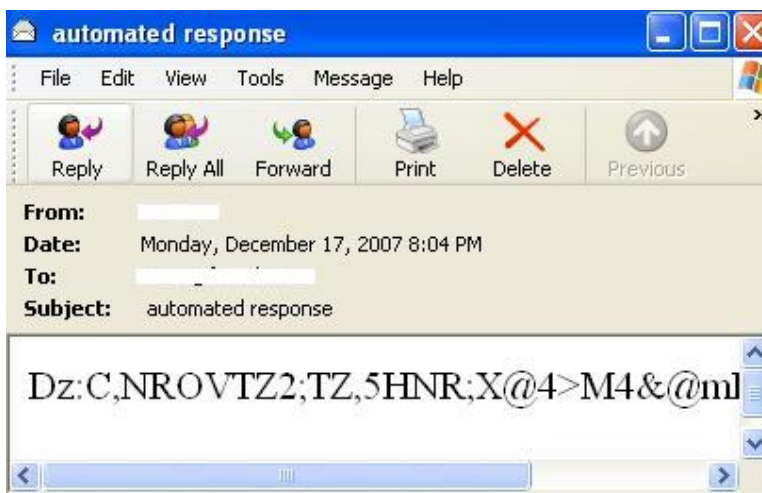 automated response
File Edit View Tools Message Help
Reply Reply All Forward Print Delete Previous
From:
Date: Monday, December 17, 2007 8:04 PM
To:
Subject: automated response
Dz:C,NROVTZ2;TZ,5HNR;X@4>M4&@m